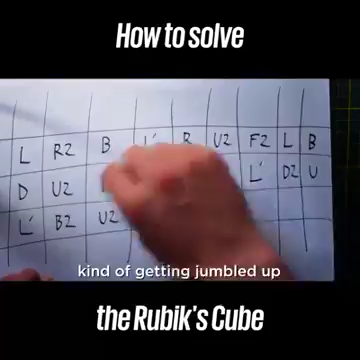 How to solve
L R2 B L' R U2 F2 L B
D U2 L' D2 U
L' B2 U2
kind of getting jumbled up
the Rubik's Cube